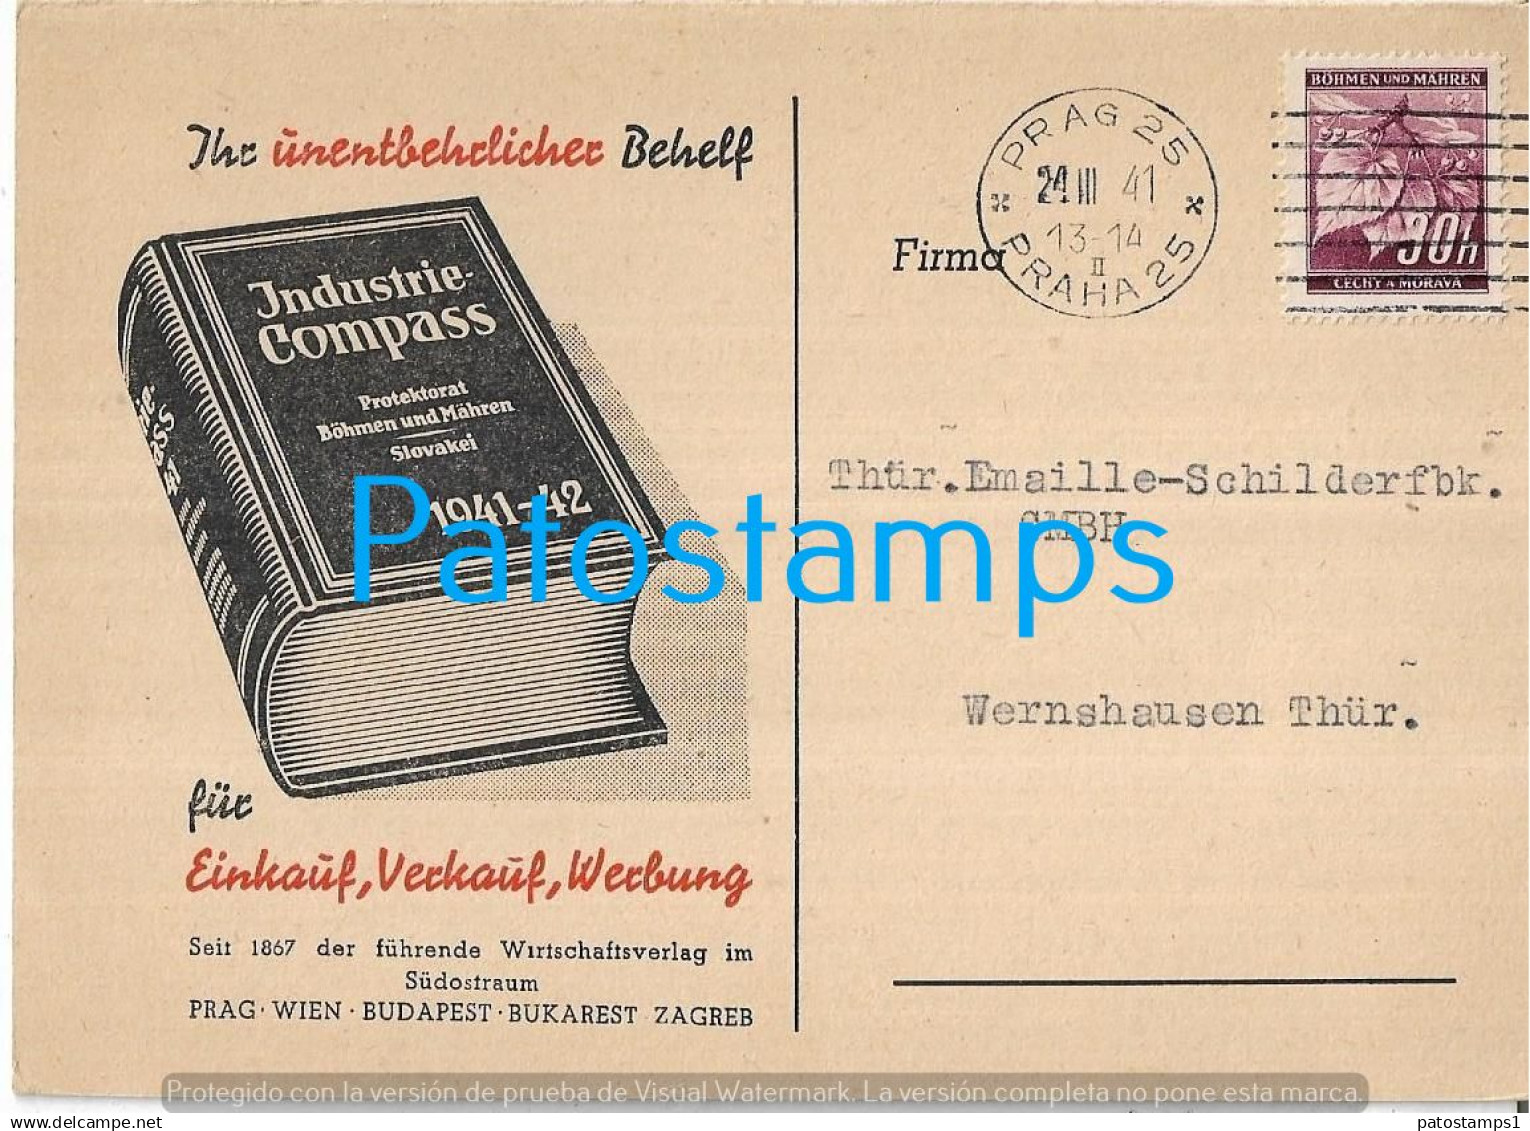 Ihr unentbehrlicher Behelf
Industrie-
Compass
Protektorat
Böhmen und Mähren
Slovakei
1941-42
für
Einkauf, Verkauf, Werbung
Seit 1867 der führende Wirtschaftsverlag im
Südostraum
PRAG · WIEN · BUDAPEST · BUKAREST ZAGREB
PRAG 25
24 III 41
13-14
II
PRAHA 25
BÖHMEN UND MÄHREN
30h
ČECHY A MORAVA
Firma
Thür.Emaille-Schilderfbk.
GMBH
Wernshausen Thür.
Patostamps
Protegido con la versión de prueba de Visual Watermark. La versión completa no pone esta marca.
patostamps1